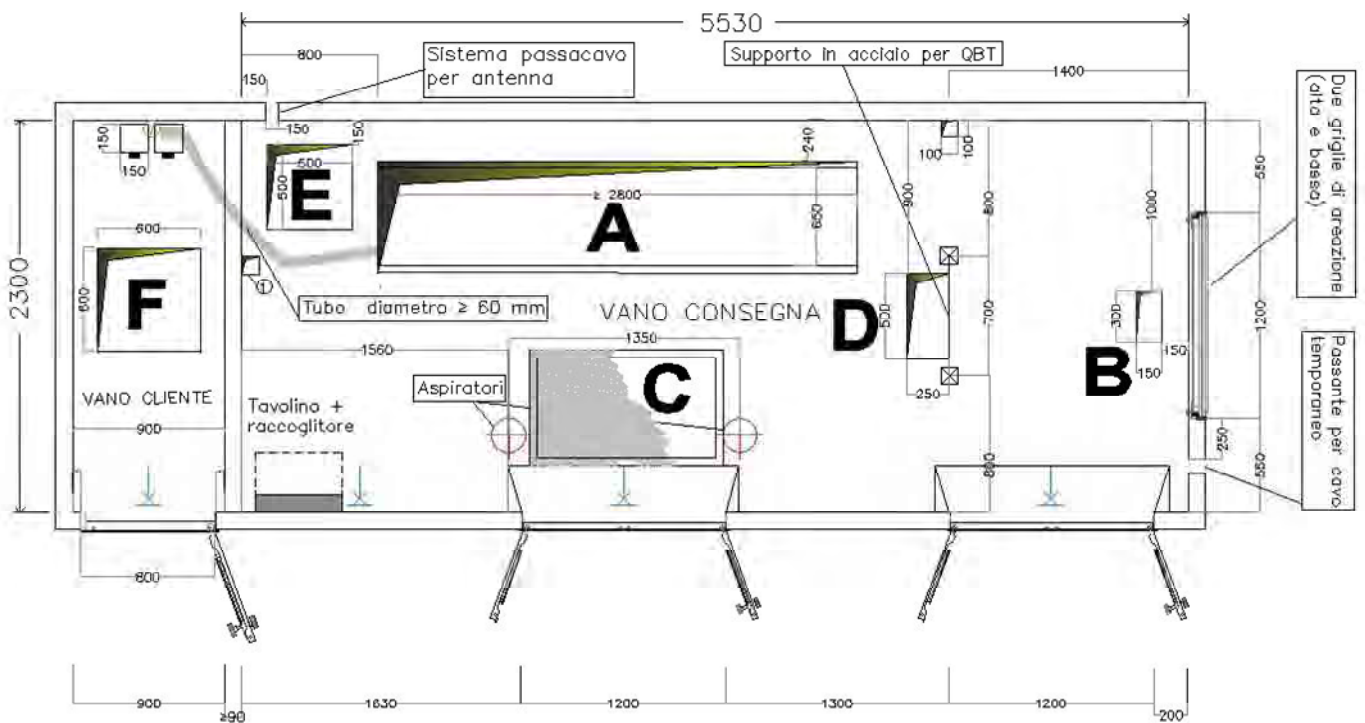 5530
800
Sistema passacavo
per antenna
Supporto in acciaio per QBT
1400
150
150
150
150
150
600
500
E
≥ 2800
A
240
650
900
100
100
800
1000
550
Due griglie di areazione
(alta e bassa)
2300
600
600
F
1
Tubo diametro ≥ 60 mm
VANO CONSEGNA
D
500
250
700
300
B
150
150
1200
1560
1350
C
Aspiratori
VANO CLIENTE
900
Tavolino +
raccoglitore
800
250
550
Passante per cavo
temporaneo
800
900
≥90
1630
1200
1300
1200
200